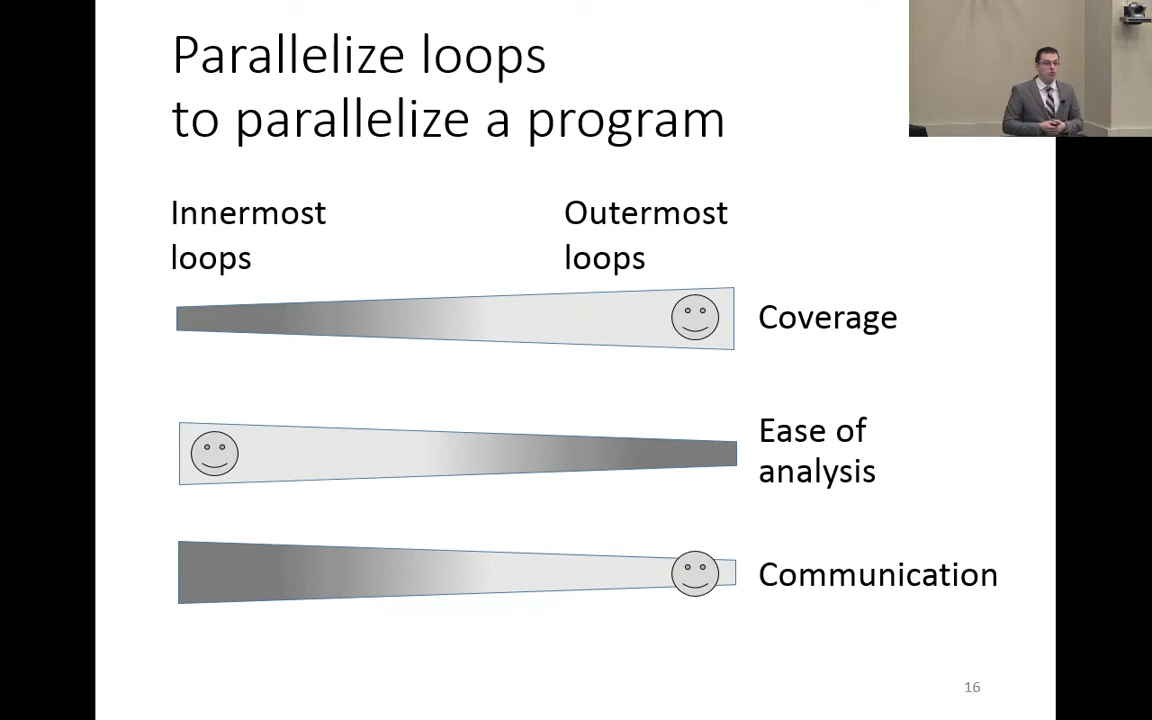 Parallelize loops
to parallelize a program
Innermost
loops
Outermost
loops
Coverage
Ease of
analysis
Communication
16